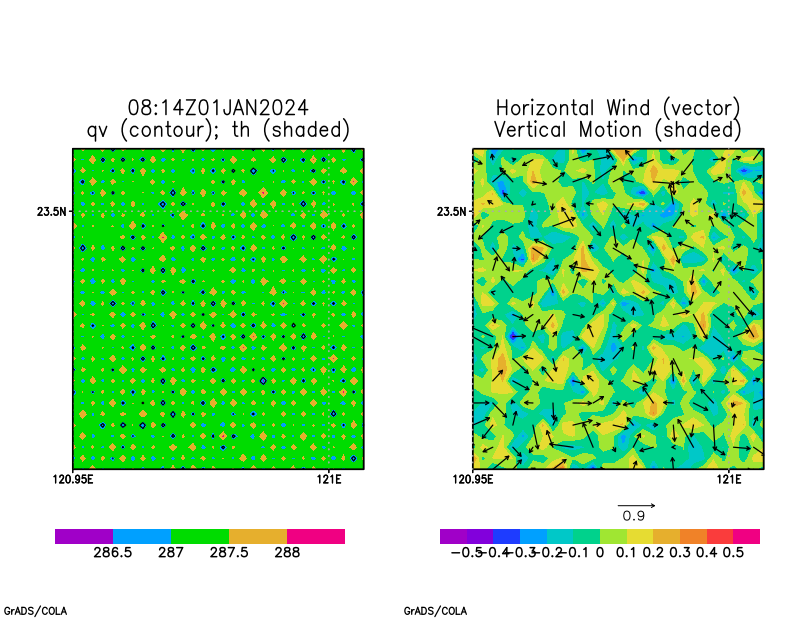 08:14Z01JAN2024
qv (contour); th (shaded)
23.5N
120.95E 121E
286.5 287 287.5 288
Horizontal Wind (vector)
Vertical Motion (shaded)
23.5N
120.95E 121E
0.9
-0.5 -0.4 -0.3 -0.2 -0.1 0 0.1 0.2 0.3 0.4 0.5
GrADS/COLA
GrADS/COLA